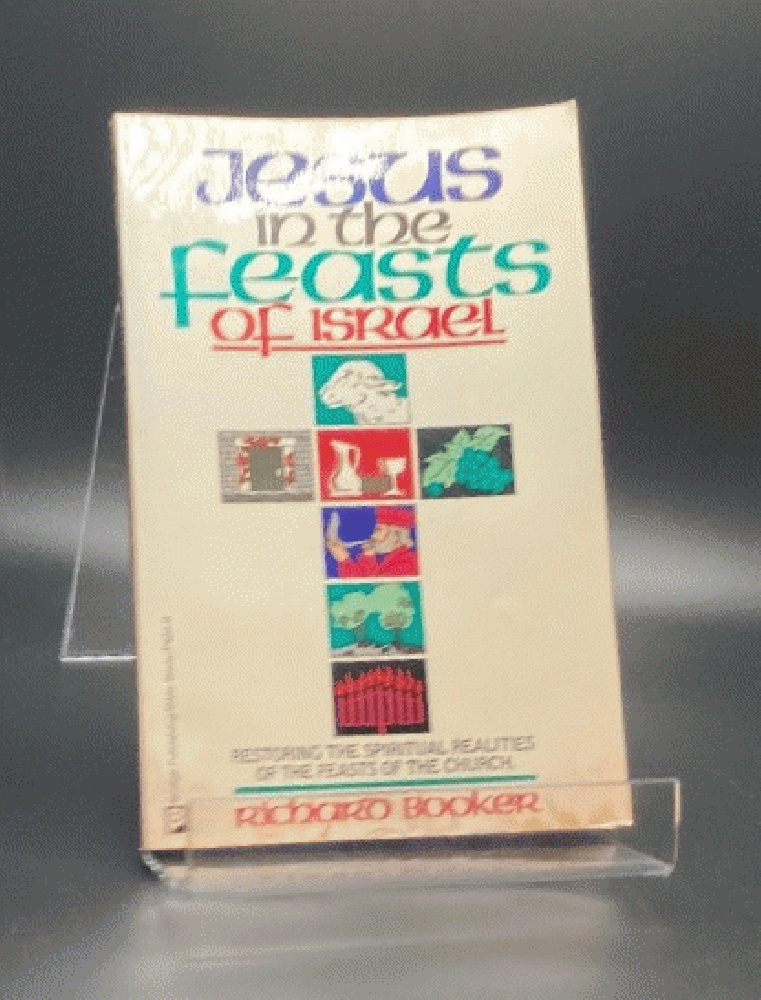 Jesus
in the
feasts
of Israel
RESTORING THE SPIRITUAL REALITIES
OF THE FEASTS OF THE CHURCH.
Richard Booker